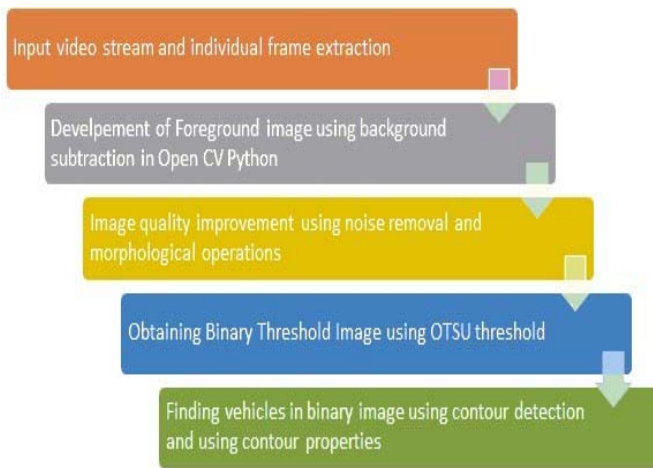 Input video stream and individual frame extraction
Develpement of Foreground image using background
subtraction in Open CV Python
Image quality improvement using noise removal and
morphological operations
Obtaining Binary Threshold Image using OTSU threshold
Finding vehicles in binary image using contour detection
and using contour properties